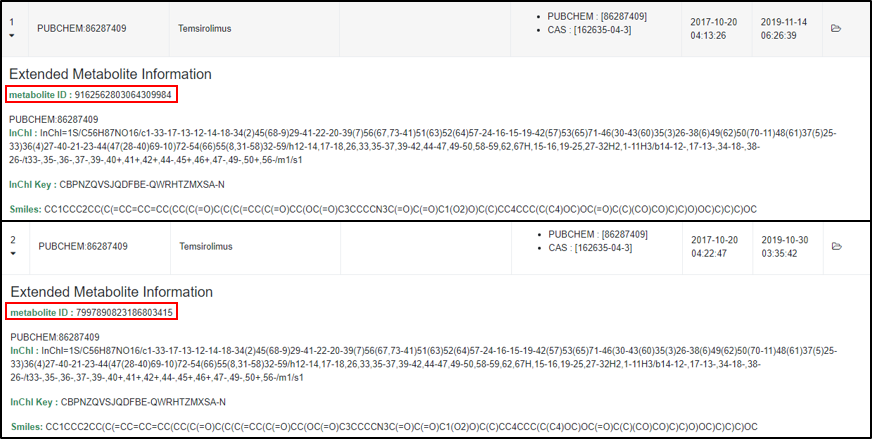 1 PUBCHEM:86287409 Temsirolimus • PUBCHEM : [86287409] • CAS : [162635-04-3] 2017-10-20 04:13:26 2019-11-14 06:26:39
Extended Metabolite Information
metabolite ID : 9162562803064309984
PUBCHEM:86287409
InChI : InChI=1S/C56H87NO16/c1-33-17-13-12-14-18-34(2)45(68-9)29-41-22-20-39(7)56(67,73-41)51(63)52(64)57-24-16-15-19-42(57)53(65)71-46(30-43(60)35(3)26-38(6)49(62)50(70-11)48(61)37(5)25-
33)36(4)27-40-21-23-44(47(28-40)69-10)72-54(66)55(8,31-58)32-59/h12-14,17-18,26,33,35-37,39-42,44-47,49-50,58-59,62,67H,15-16,19-25,27-32H2,1-11H3/b14-12-,17-13-,34-18-,38-
26-/t33-,35-,36-,37-,39-,40+,41+,42+,44-,45+,46+,47-,49-,50+,56-/m1/s1
InChI Key : CBPNZQVSJQDFBE-QWRHTZMXSA-N
Smiles: CC1CCC2CC(C(=CC=CC=CC(CC(C(=O)C(C(C(=CC(C(=O)CC(OC(=O)C3CCCCN3C(=O)C(=O)C1(O2)O)C(C)CC4CCC(C(C4)OC)OC(=O)C(C)(CO)CO)C)C)O)OC)C)C)C)OC
2 PUBCHEM:86287409 Temsirolimus • PUBCHEM : [86287409] • CAS : [162635-04-3] 2017-10-20 04:22:47 2019-10-30 03:35:42
Extended Metabolite Information
metabolite ID : 7997890823186803415
PUBCHEM:86287409
InChI : InChI=1S/C56H87NO16/c1-33-17-13-12-14-18-34(2)45(68-9)29-41-22-20-39(7)56(67,73-41)51(63)52(64)57-24-16-15-19-42(57)53(65)71-46(30-43(60)35(3)26-38(6)49(62)50(70-11)48(61)37(5)25-
33)36(4)27-40-21-23-44(47(28-40)69-10)72-54(66)55(8,31-58)32-59/h12-14,17-18,26,33,35-37,39-42,44-47,49-50,58-59,62,67H,15-16,19-25,27-32H2,1-11H3/b14-12-,17-13-,34-18-,38-
26-/t33-,35-,36-,37-,39-,40+,41+,42+,44-,45+,46+,47-,49-,50+,56-/m1/s1
InChI Key : CBPNZQVSJQDFBE-QWRHTZMXSA-N
Smiles: CC1CCC2CC(C(=CC=CC=CC(CC(C(=O)C(C(C(=CC(C(=O)CC(OC(=O)C3CCCCN3C(=O)C(=O)C1(O2)O)C(C)CC4CCC(C(C4)OC)OC(=O)C(C)(CO)CO)C)C)O)OC)C)C)C)OC